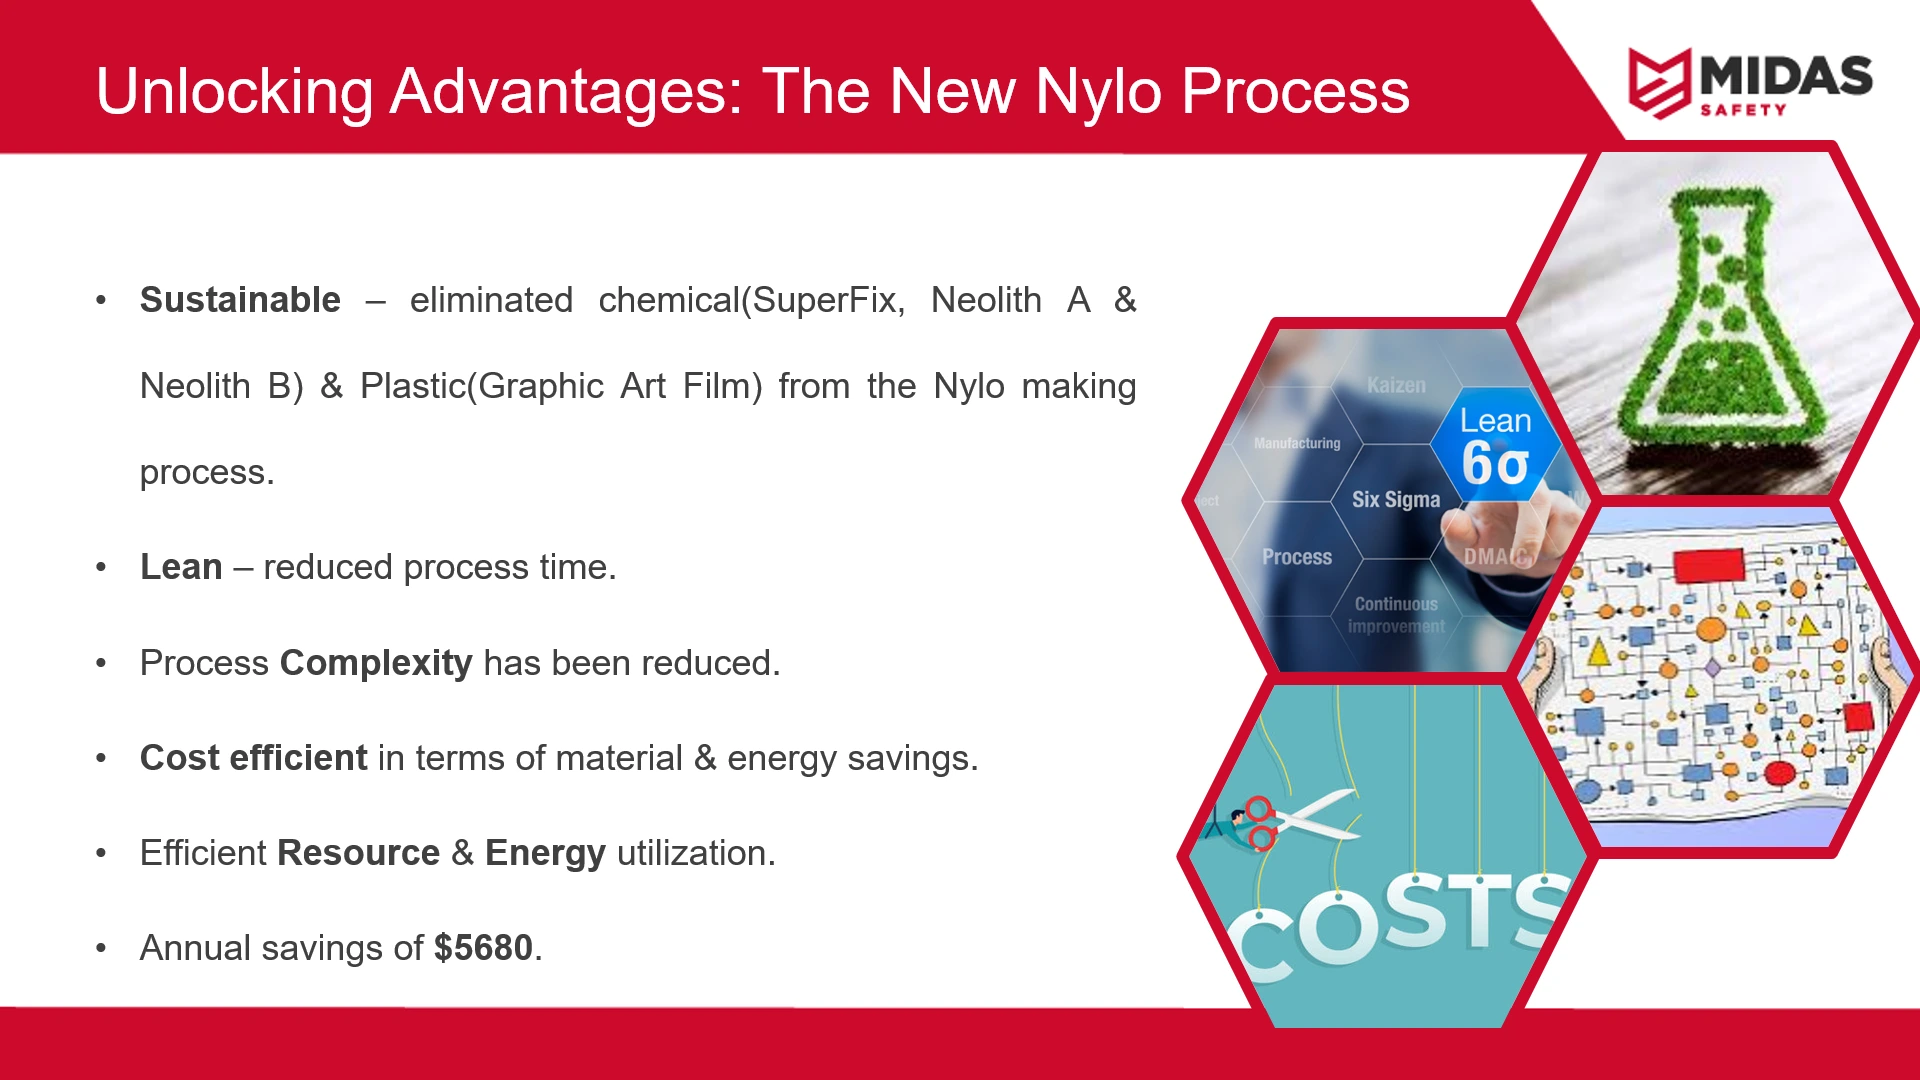 Unlocking Advantages: The New Nylo Process
MIDAS
SAFETY
• Sustainable – eliminated chemical(SuperFix, Neolith A &
Neolith B) & Plastic(Graphic Art Film) from the Nylo making
process.
• Lean – reduced process time.
• Process Complexity has been reduced.
• Cost efficient in terms of material & energy savings.
• Efficient Resource & Energy utilization.
• Annual savings of $5680.
Kaizen
Lean
6σ
Manufacturing
Six Sigma
ect
Process
DMAIC
Continuous
improvement
COSTS